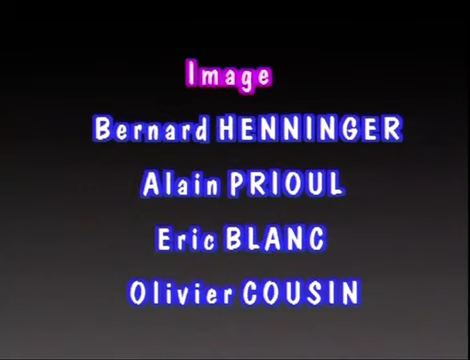 Image
Bernard HENNINGER
Alain PRIOUL
Eric BLANC
Olivier COUSIN